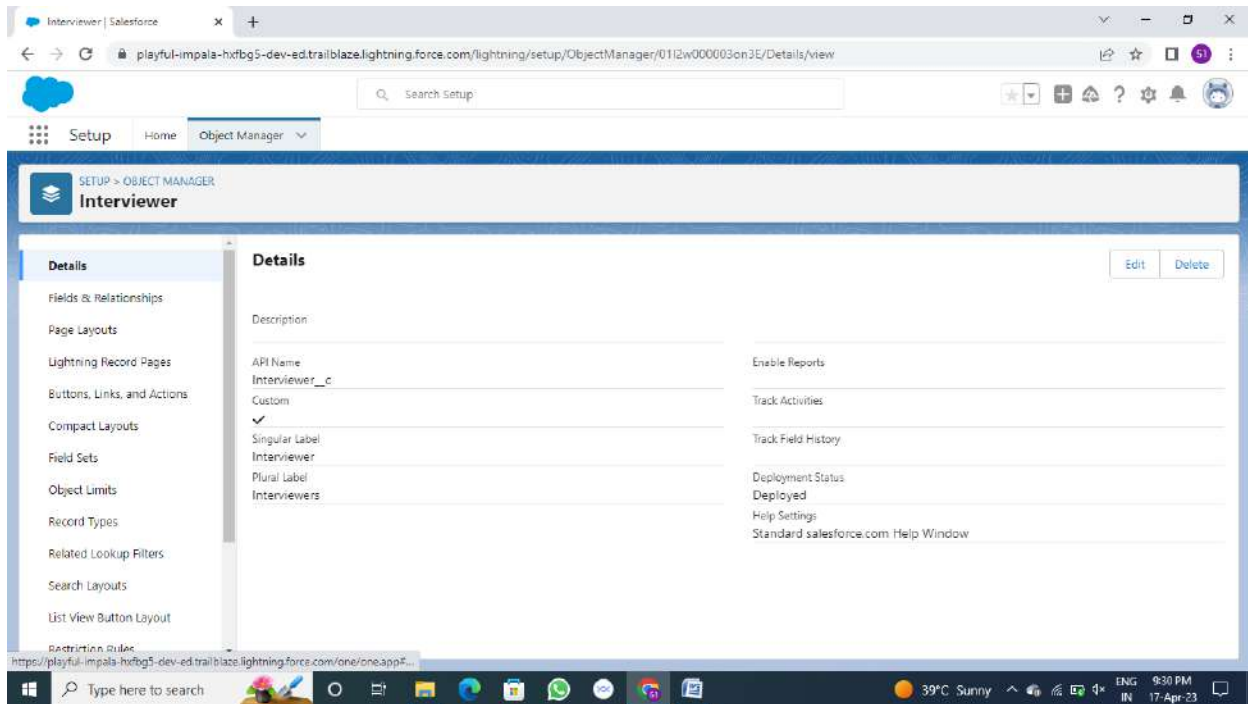 Interviewer | Salesforce
playful-impala-hxfbg5-dev-ed.trailblaze.lightning.force.com/lightning/setup/ObjectManager/01I2w000003on3E/Details/view
51
Search Setup
Setup
Home
Object Manager
SETUP > OBJECT MANAGER
Interviewer
Details
Fields & Relationships
Page Layouts
Lightning Record Pages
Buttons, Links, and Actions
Compact Layouts
Field Sets
Object Limits
Record Types
Related Lookup Filters
Search Layouts
List View Button Layout
Restriction Rules
Details
Edit
Delete
Description
API Name
Interviewer__c
Custom
Singular Label
Interviewer
Plural Label
Interviewers
Enable Reports
Track Activities
Track Field History
Deployment Status
Deployed
Help Settings
Standard salesforce.com Help Window
https://playful-impala-hxfbg5-dev-ed.trailblaze.lightning.force.com/one/one.app#...
Type here to search
39°C Sunny
ENG
IN
9:30 PM
17-Apr-23